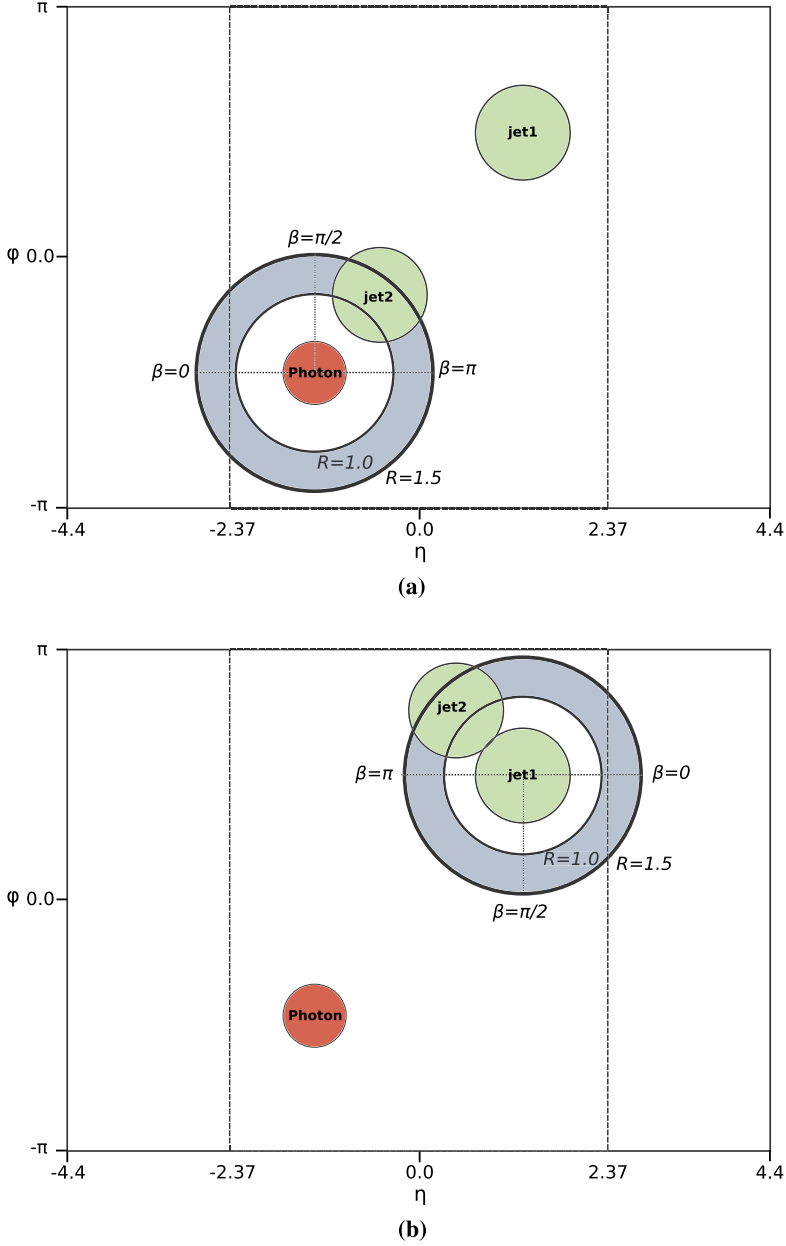 π
jet1
β=π/2
φ 0.0
jet2
β=0
Photon
β=π
R=1.0
R=1.5
-π
-4.4
-2.37
0.0
2.37
4.4
η
(a)
π
jet2
β=π
jet1
β=0
R=1.0
R=1.5
φ 0.0
β=π/2
Photon
-π
-4.4
-2.37
0.0
2.37
4.4
η
(b)